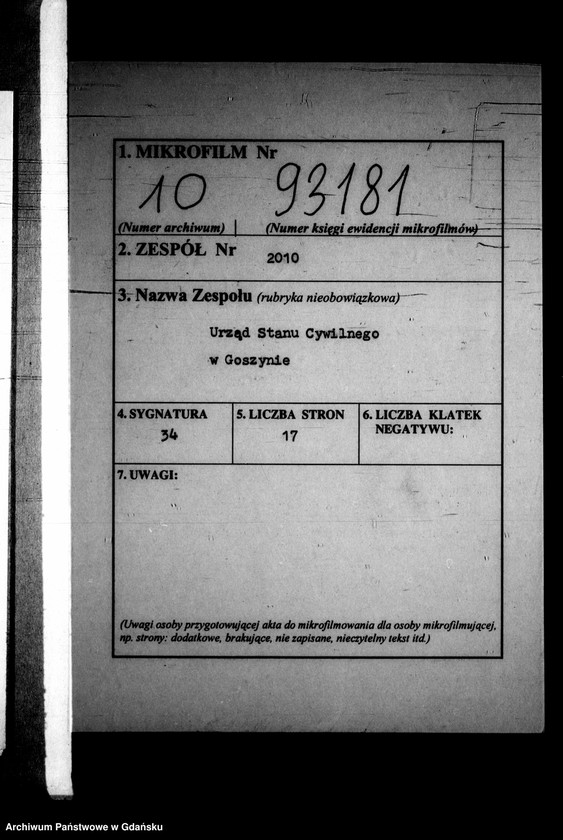 1. MIKROFILM Nr
10 93181
(Numer archiwum) | (Numer księgi ewidencji mikrofilmów)
2. ZESPÓŁ Nr 2010
3. Nazwa Zespołu (rubryka nieobowiązkowa)
Urząd Stanu Cywilnego
w Goszynie
4. SYGNATURA 5. LICZBA STRON 6. LICZBA KLATEK
NEGATYWU:
34 17
7. UWAGI:
(Uwagi osoby przygotowującej akta do mikrofilmowania dla osoby mikrofilmującej,
np. strony: dodatkowe, brakujące, nie zapisane, nieczytelny tekst itd.)
Archiwum Państwowe w Gdańsku